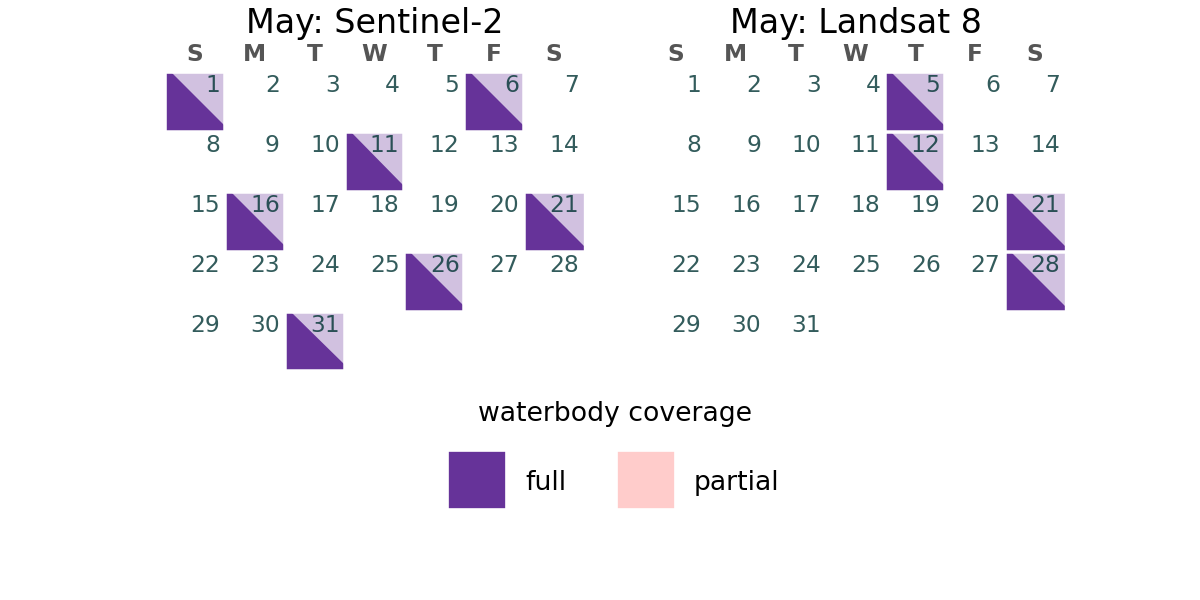 May: Sentinel-2
S M T W T F S
1 2 3 4 5 6 7
8 9 10 11 12 13 14
15 16 17 18 19 20 21
22 23 24 25 26 27 28
29 30 31
May: Landsat 8
S M T W T F S
1 2 3 4 5 6 7
8 9 10 11 12 13 14
15 16 17 18 19 20 21
22 23 24 25 26 27 28
29 30 31
waterbody coverage
full partial